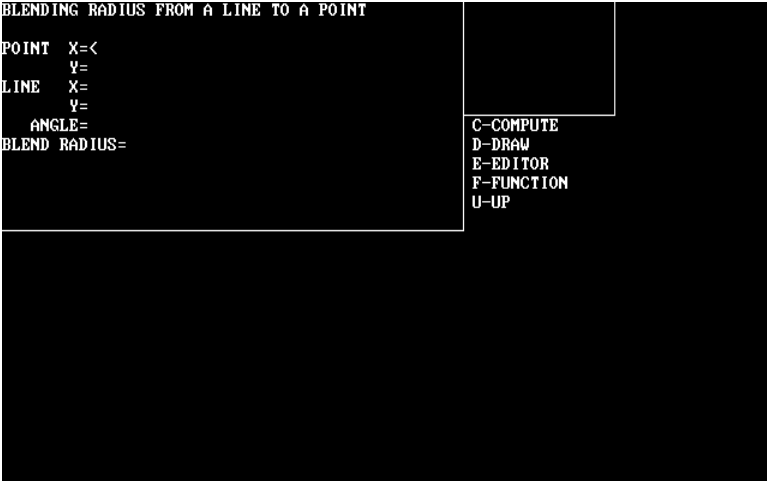 BLENDING RADIUS FROM A LINE TO A POINT
POINT X=<
Y=
LINE X=
Y=
ANGLE=
BLEND RADIUS=
C-COMPUTE
D-DRAW
E-EDITOR
F-FUNCTION
U-UP